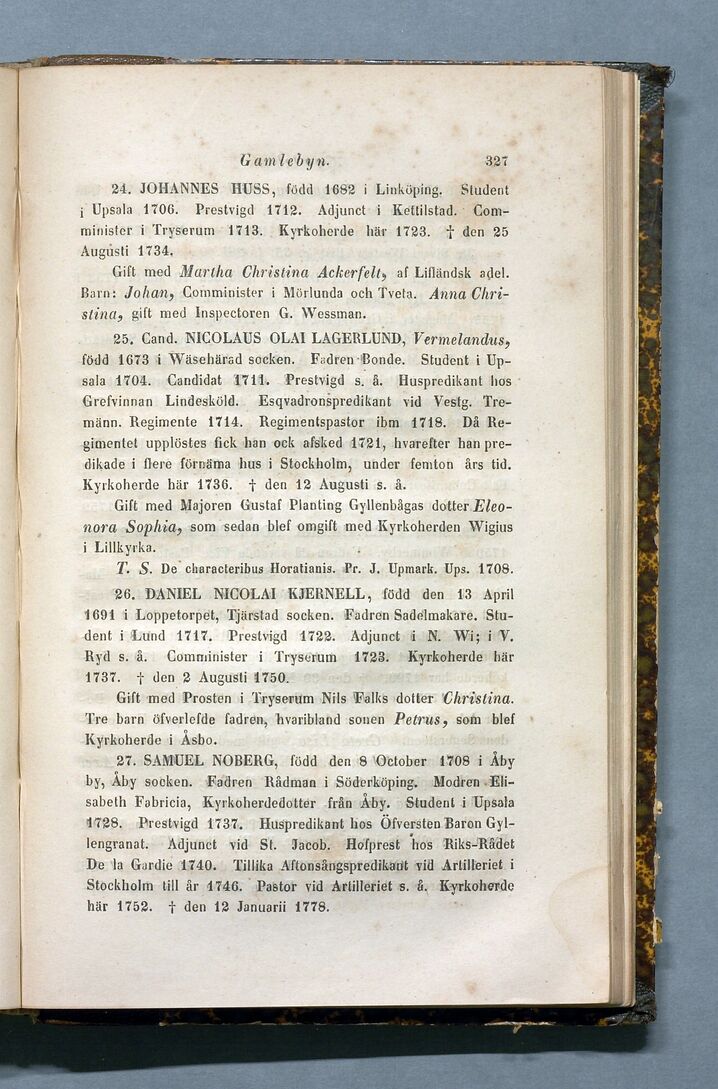 Gamlebyn. 327
24. JOHANNES HUSS, född 1682 i Linköping. Student
i Upsala 1706. Prestvigd 1712. Adjunct i Kettilstad. Com-
minister i Tryserum 1713. Kyrkoherde här 1723. † den 25
Augusti 1734.
Gift med Martha Christina Ackerfelt, af Lifländsk adel.
Barn: Johan, Comminister i Mörlunda och Tveta. Anna Chri-
stina, gift med Inspectoren G. Wessman.
25. Cand. NICOLAUS OLAI LAGERLUND, Vermelandus,
född 1673 i Wäsehärad socken. Fadren Bonde. Student i Up-
sala 1704. Candidat 1711. Prestvigd s. å. Huspredikant hos
Grefvinnan Lindesköld. Esqvadronspredikant vid Vestg. Tre-
männ. Regimente 1714. Regimentspastor ibm 1718. Då Re-
gimentet upplöstes fick han ock afsked 1721, hvarefter han pre-
dikade i flere förnäma hus i Stockholm, under femton års tid.
Kyrkoherde här 1736. † den 12 Augusti s. å.
Gift med Majoren Gustaf Planting Gyllenbågas dotter Eleo-
nora Sophia, som sedan blef omgift med Kyrkoherden Wigius
i Lillkyrka.
T. S. De characteribus Horatianis. Pr. J. Upmark. Ups. 1708.
26. DANIEL NICOLAI KJERNELL, född den 13 April
1691 i Loppetorpet, Tjärstad socken. Fadren Sadelmakare. Stu-
dent i Lund 1717. Prestvigd 1722. Adjunct i N. Wi; i V.
Ryd s. å. Comminister i Tryserum 1723. Kyrkoherde här
1737. † den 2 Augusti 1750.
Gift med Prosten i Tryserum Nils Falks dotter Christina.
Tre barn öfverlefde fadren, hvaribland sonen Petrus, som blef
Kyrkoherde i Åsbo.
27. SAMUEL NOBERG, född den 8 October 1708 i Åby
by, Åby socken. Fadren Rådman i Söderköping. Modren Eli-
sabeth Fabricia, Kyrkoherdedotter från Åby. Student i Upsala
1728. Prestvigd 1737. Huspredikant hos Öfversten Baron Gyl-
lengranat. Adjunct vid St. Jacob. Hofprest hos Riks-Rådet
De la Gardie 1740. Tillika Aftonsångspredikant vid Artilleriet i
Stockholm till år 1746. Pastor vid Artilleriet s. å. Kyrkoherde
här 1752. † den 12 Januarii 1778.